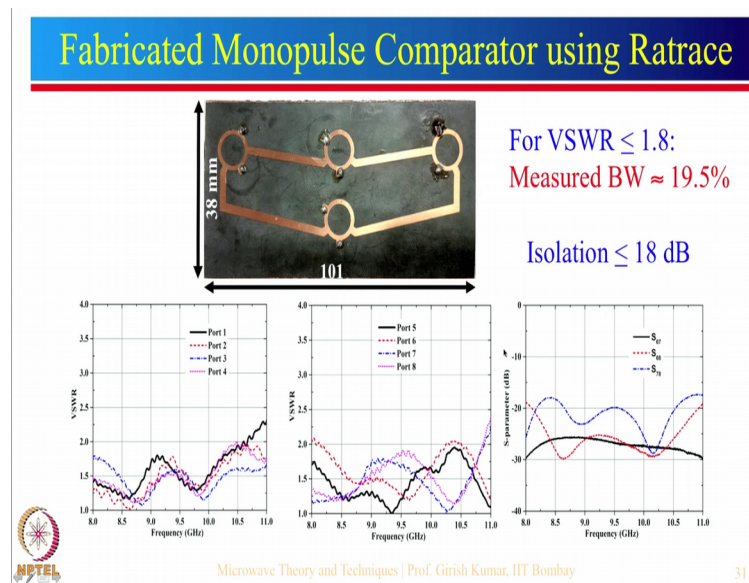 Fabricated Monopulse Comparator using Ratrace
38 mm
101
For VSWR ≤ 1.8:
Measured BW ≈ 19.5%
Isolation ≤ 18 dB
4.0
3.5
3.0
2.5
2.0
1.5
1.0
VSWR
Port 1
Port 2
Port 3
Port 4
8.0 8.5 9.0 9.5 10.0 10.5 11.0
Frequency (GHz)
4.0
3.5
3.0
2.5
2.0
1.5
1.0
VSWR
Port 5
Port 6
Port 7
Port 8
8.0 8.5 9.0 9.5 10.0 10.5 11.0
Frequency (GHz)
0
-10
-20
-30
-40
S-parameter (dB)
S67
S68
S78
8.0 8.5 9.0 9.5 10.0 10.5 11.0
Frequency (GHz)
NPTEL
Microwave Theory and Techniques | Prof. Girish Kumar, IIT Bombay
31